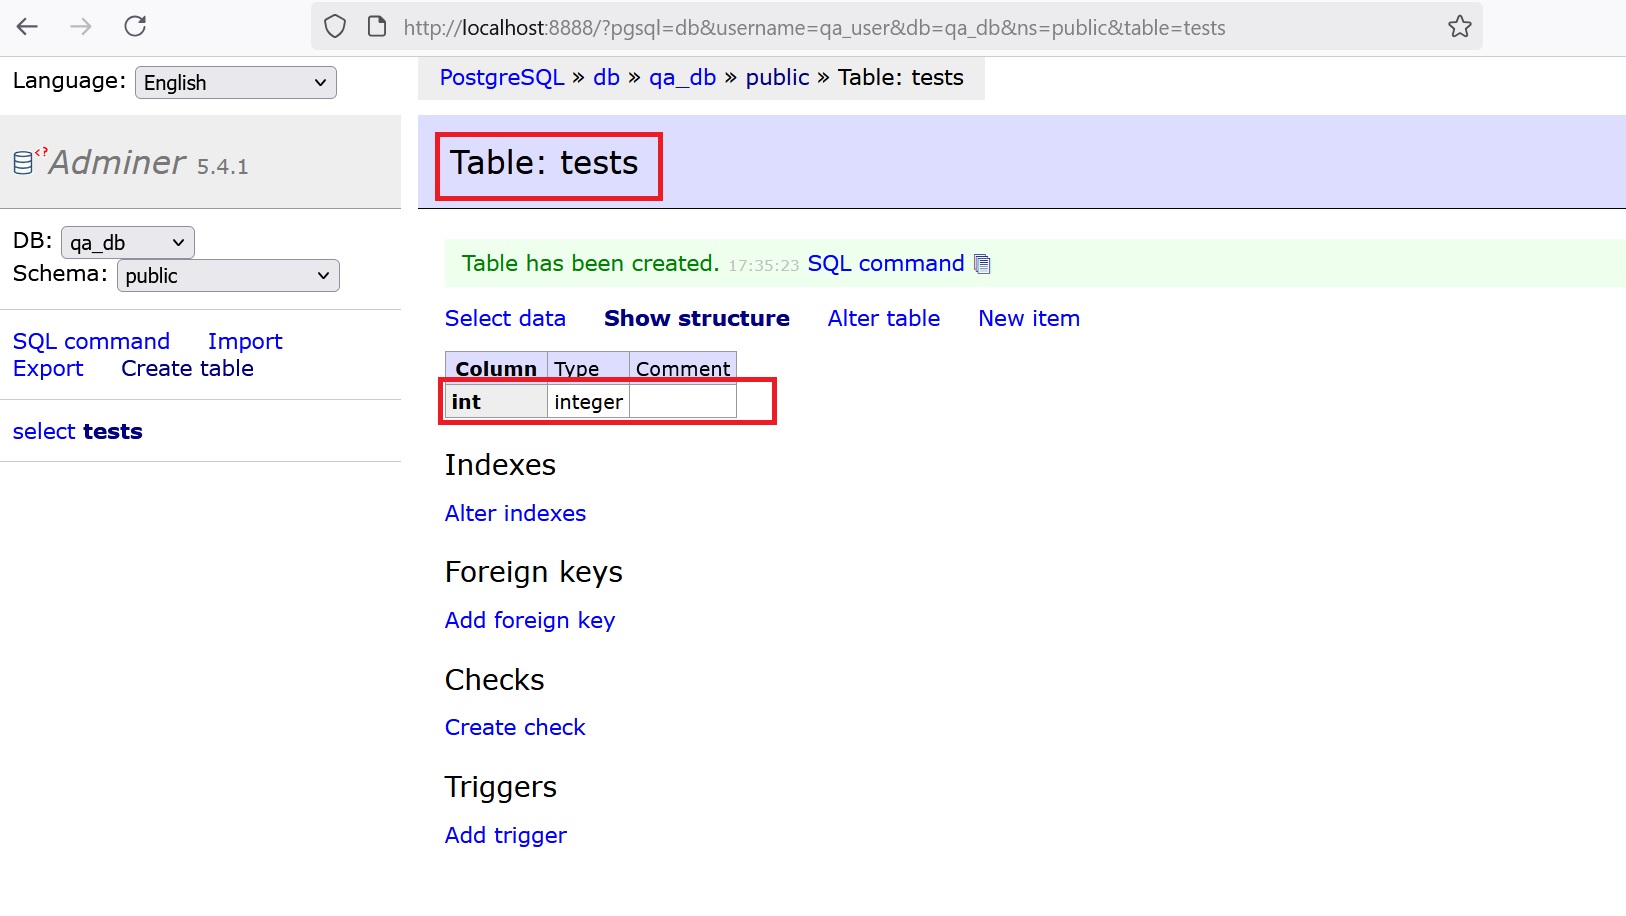 http://localhost:8888/?pgsql=db&username=qa_user&db=qa_db&ns=public&table=tests
Language: English
PostgreSQL » db » qa_db » public » Table: tests
<?Adminer 5.4.1
Table: tests
DB: qa_db
Schema: public
SQL command Import
Export Create table
select tests
Table has been created. 17:35:23 SQL command
Select data Show structure Alter table New item
Column Type Comment
int integer
Indexes
Alter indexes
Foreign keys
Add foreign key
Checks
Create check
Triggers
Add trigger